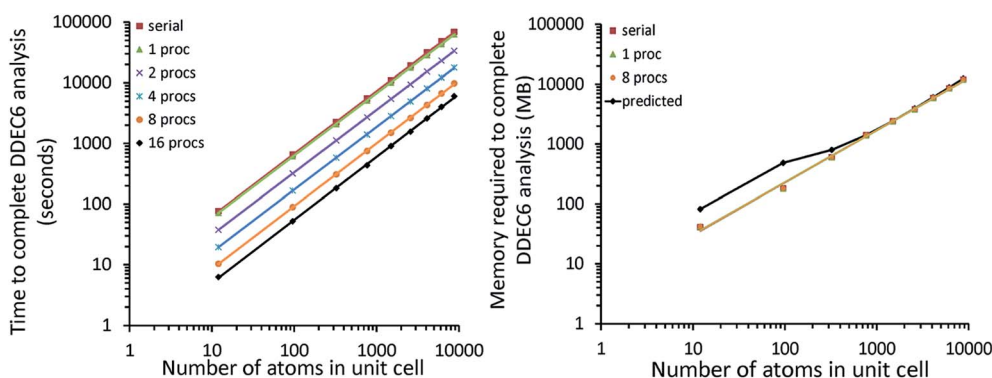 Time to complete DDEC6 analysis
(seconds)
100000
10000
1000
100
10
1
serial
1 proc
2 procs
4 procs
8 procs
16 procs
1
10
100
1000
10000
Number of atoms in unit cell
Memory required to complete
DDEC6 analysis (MB)
100000
10000
1000
100
10
1
serial
1 proc
8 procs
predicted
1
10
100
1000
10000
Number of atoms in unit cell